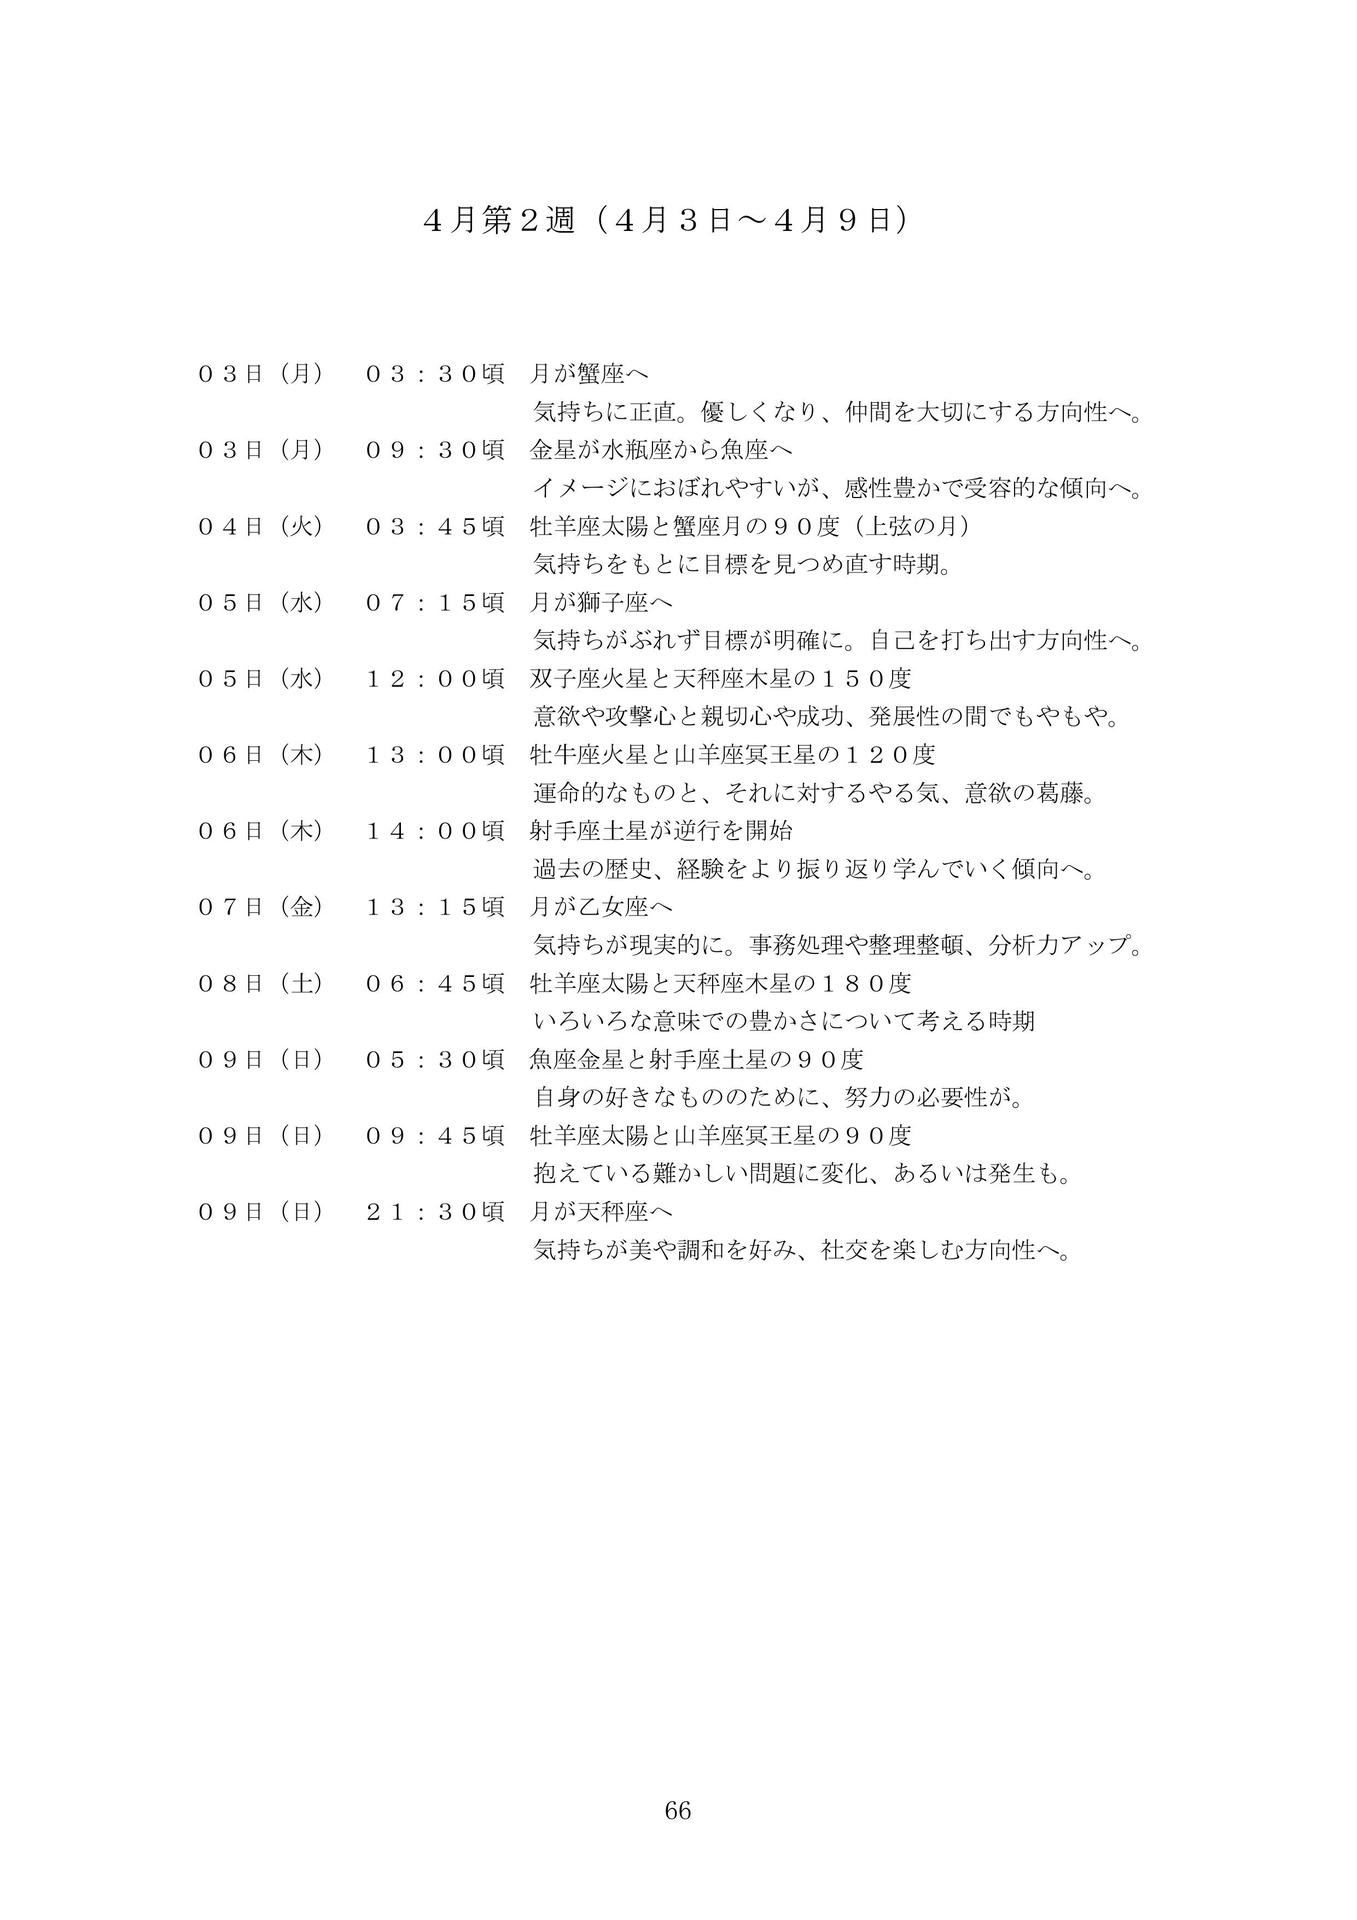 ４月第２週（４月３日～４月９日）
０３日（月）　０３：３０頃　月が蟹座へ
気持ちに正直。優しくなり、仲間を大切にする方向性へ。
０３日（月）　０９：３０頃　金星が水瓶座から魚座へ
イメージにおぼれやすいが、感性豊かで受容的な傾向へ。
０４日（火）　０３：４５頃　牡羊座太陽と蟹座月の９０度（上弦の月）
気持ちをもとに目標を見つめ直す時期。
０５日（水）　０７：１５頃　月が獅子座へ
気持ちがぶれず目標が明確に。自己を打ち出す方向性へ。
０５日（水）　１２：００頃　双子座火星と天秤座木星の１５０度
意欲や攻撃心と親切心や成功、発展性の間でもやもや。
０６日（木）　１３：００頃　牡牛座火星と山羊座冥王星の１２０度
運命的なものと、それに対するやる気、意欲の葛藤。
０６日（木）　１４：００頃　射手座土星が逆行を開始
過去の歴史、経験をより振り返り学んでいく傾向へ。
０７日（金）　１３：１５頃　月が乙女座へ
気持ちが現実的に。事務処理や整理整頓、分析力アップ。
０８日（土）　０６：４５頃　牡羊座太陽と天秤座木星の１８０度
いろいろな意味での豊かさについて考える時期
０９日（日）　０５：３０頃　魚座金星と射手座土星の９０度
自身の好きなもののために、努力の必要性が。
０９日（日）　０９：４５頃　牡羊座太陽と山羊座冥王星の９０度
抱えている難かしい問題に変化、あるいは発生も。
０９日（日）　２１：３０頃　月が天秤座へ
気持ちが美や調和を好み、社交を楽しむ方向性へ。
66